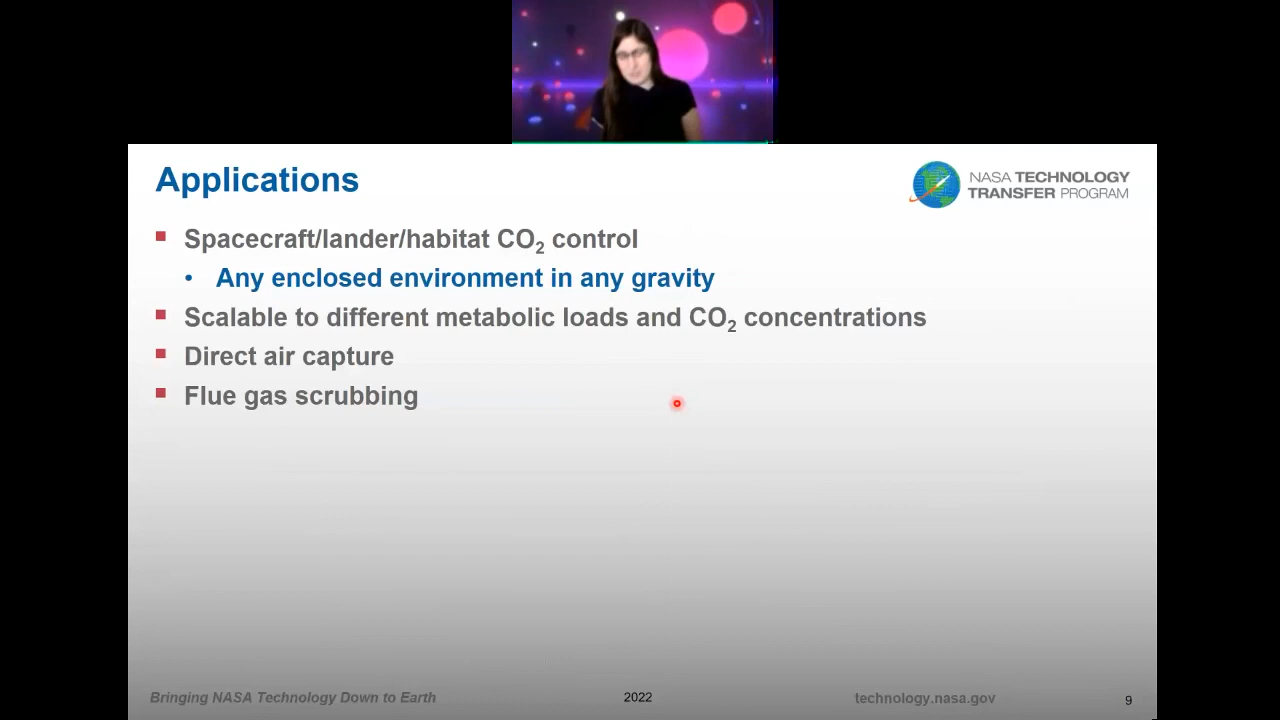 Applications
NASA TECHNOLOGY
TRANSFER PROGRAM
Spacecraft/lander/habitat CO₂ control
Any enclosed environment in any gravity
Scalable to different metabolic loads and CO₂ concentrations
Direct air capture
Flue gas scrubbing
Bringing NASA Technology Down to Earth
2022
technology.nasa.gov
9